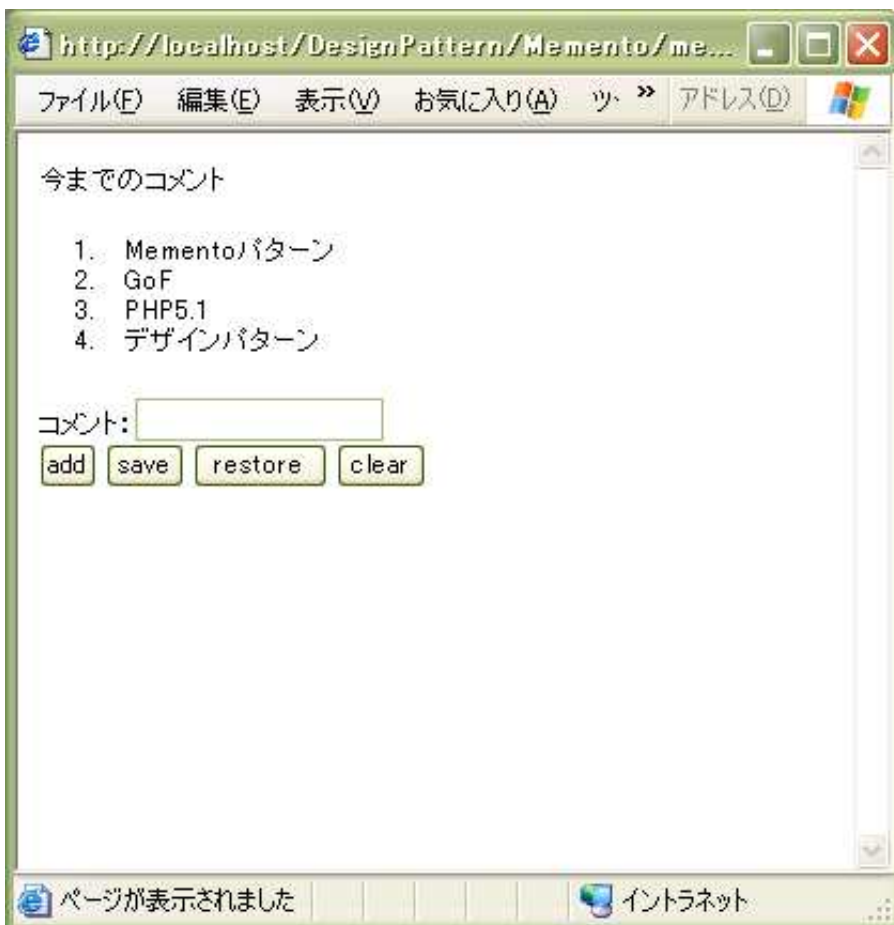 http://localhost/DesignPattern/Memento/me...
ファイル(F) 編集(E) 表示(V) お気に入り(A) ツ » アドレス(D)
今までのコメント
1. Mementoパターン
2. GoF
3. PHP5.1
4. デザインパターン
コメント:
add save restore clear
ページが表示されました イントラネット